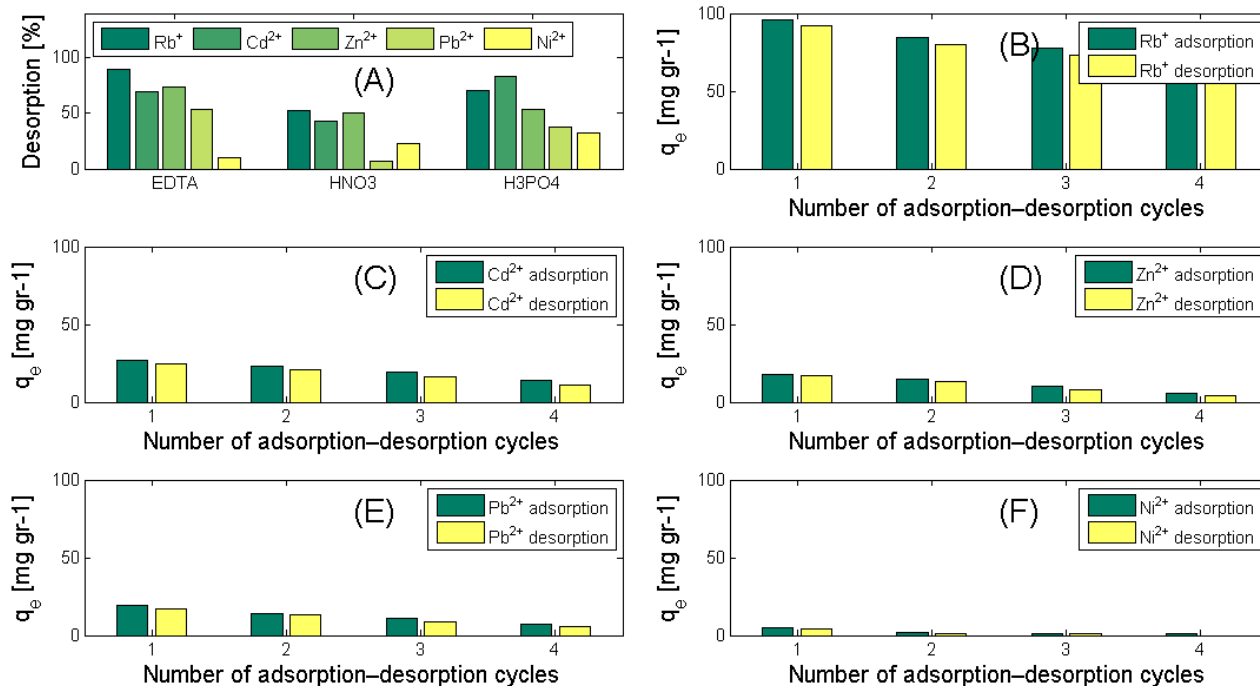 Desorption [%]
100
50
0
Rb⁺ Cd²⁺ Zn²⁺ Pb²⁺ Ni²⁺
(A)
EDTA HNO3 H3PO4
qₑ [mg gr-1]
100
50
0
(B)
Rb⁺ adsorption
Rb⁺ desorption
1 2 3 4
Number of adsorption–desorption cycles
qₑ [mg gr-1]
100
50
0
(C)
Cd²⁺ adsorption
Cd²⁺ desorption
1 2 3 4
Number of adsorption–desorption cycles
qₑ [mg gr-1]
100
50
0
(D)
Zn²⁺ adsorption
Zn²⁺ desorption
1 2 3 4
Number of adsorption–desorption cycles
qₑ [mg gr-1]
100
50
0
(E)
Pb²⁺ adsorption
Pb²⁺ desorption
1 2 3 4
Number of adsorption–desorption cycles
qₑ [mg gr-1]
100
50
0
(F)
Ni²⁺ adsorption
Ni²⁺ desorption
1 2 3 4
Number of adsorption–desorption cycles